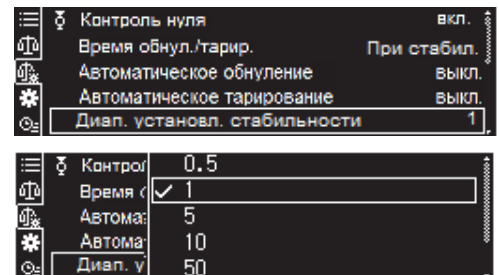 Контроль нуля вкл.
Время обнул./тарир. При стабил.
Автоматическое обнуление выкл.
Автоматическое тарирование выкл.
Диап. установл. стабильности 1
Контрол 0.5
Время 1
Автома 5
Автома 10
Диап. у 50